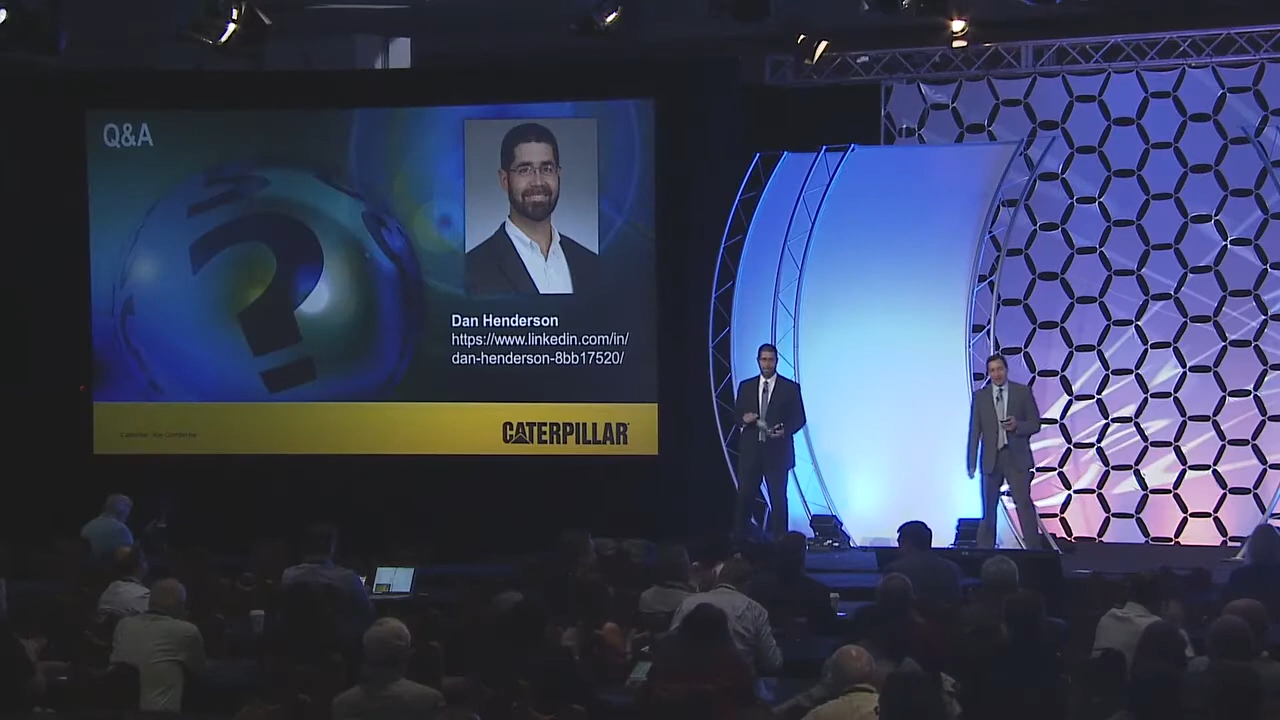 Q&A
Dan Henderson
https://www.linkedin.com/in/
dan-henderson-8bb17520/
CATERPILLAR